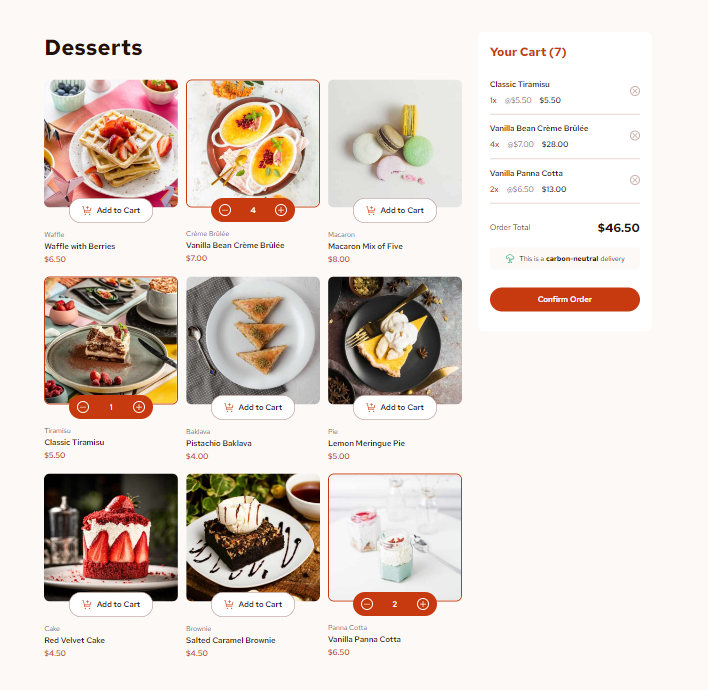 Desserts
Add to Cart
Waffle
Waffle with Berries
$6.50
4
Crème Brûlée
Vanilla Bean Crème Brûlée
$7.00
Add to Cart
Macaron
Macaron Mix of Five
$8.00
1
Tiramisu
Classic Tiramisu
$5.50
Add to Cart
Baklava
Pistachio Baklava
$4.00
Add to Cart
Pie
Lemon Meringue Pie
$5.00
Add to Cart
Cake
Red Velvet Cake
$4.50
Add to Cart
Brownie
Salted Caramel Brownie
$4.50
2
Panna Cotta
Vanilla Panna Cotta
$6.50
Your Cart (7)
Classic Tiramisu
1x @$5.50 $5.50
Vanilla Bean Crème Brûlée
4x @$7.00 $28.00
Vanilla Panna Cotta
2x @$6.50 $13.00
Order Total $46.50
This is a carbon-neutral delivery
Confirm Order